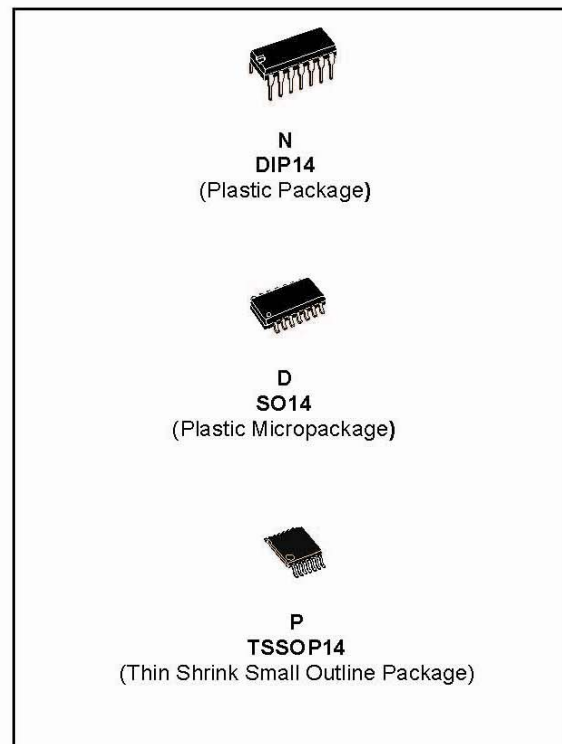 N
DIP14
(Plastic Package)
D
SO14
(Plastic Micropackage)
P
TSSOP14
(Thin Shrink Small Outline Package)